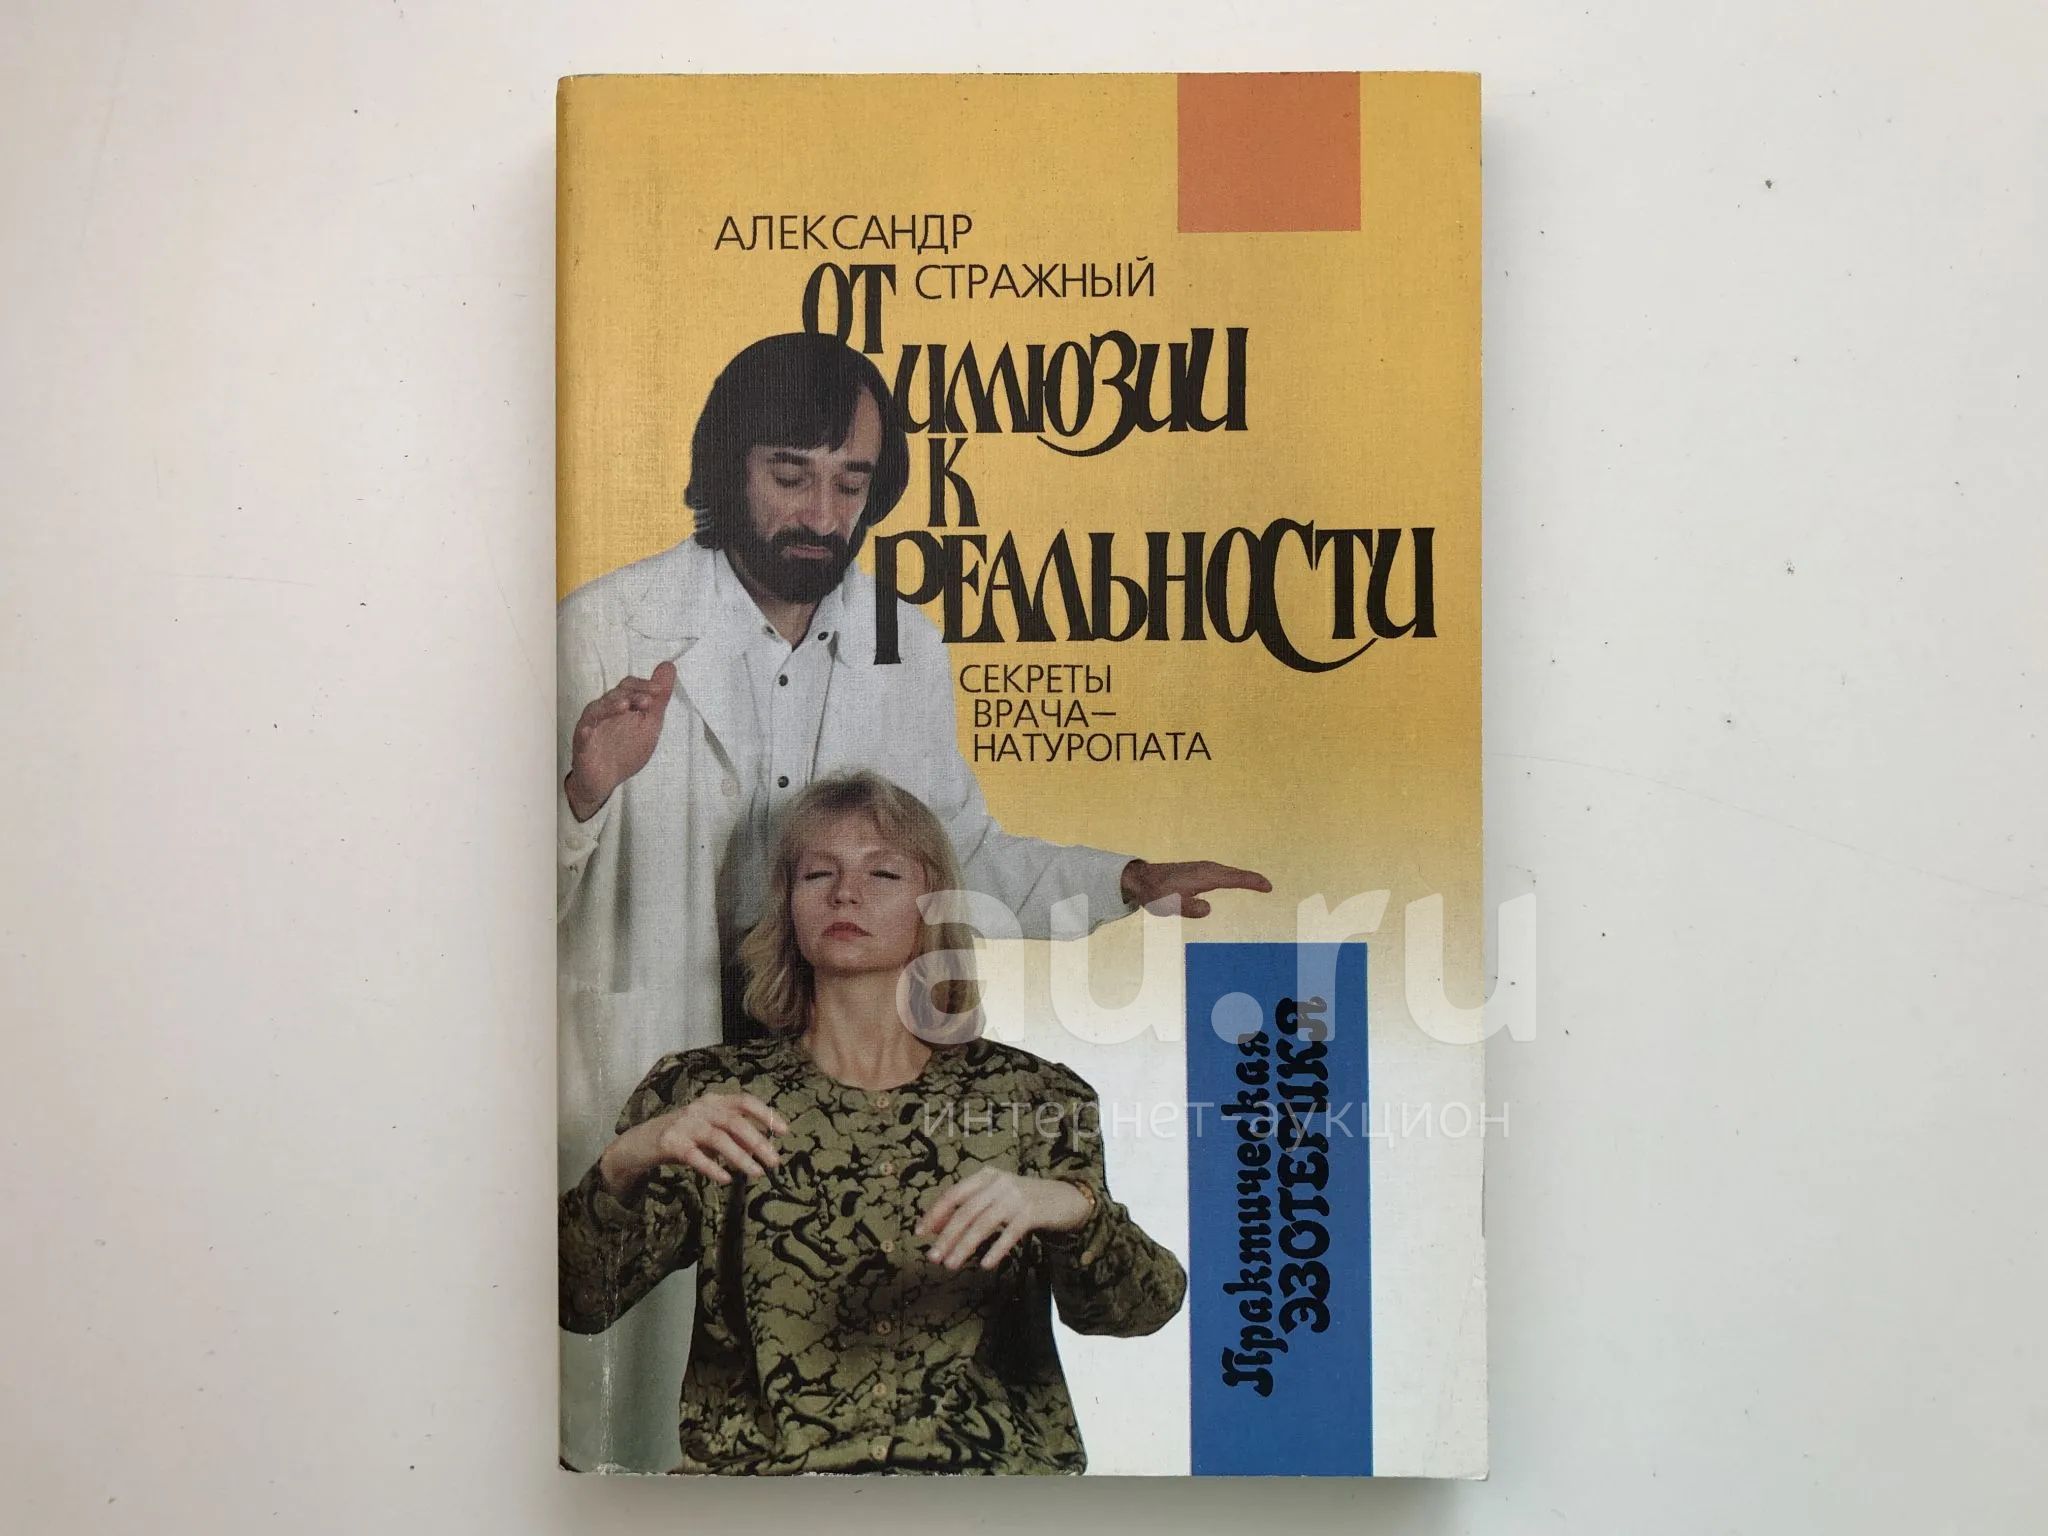 АЛЕКСАНДР
СТРАЖНЫЙ
ОТ
ИЛЛЮЗИИ
К
РЕАЛЬНОСТИ
СЕКРЕТЫ
ВРАЧА–
НАТУРОПАТА
Практическая
ЭЗОТЕРИКА
au.ru
интернет-аукцион